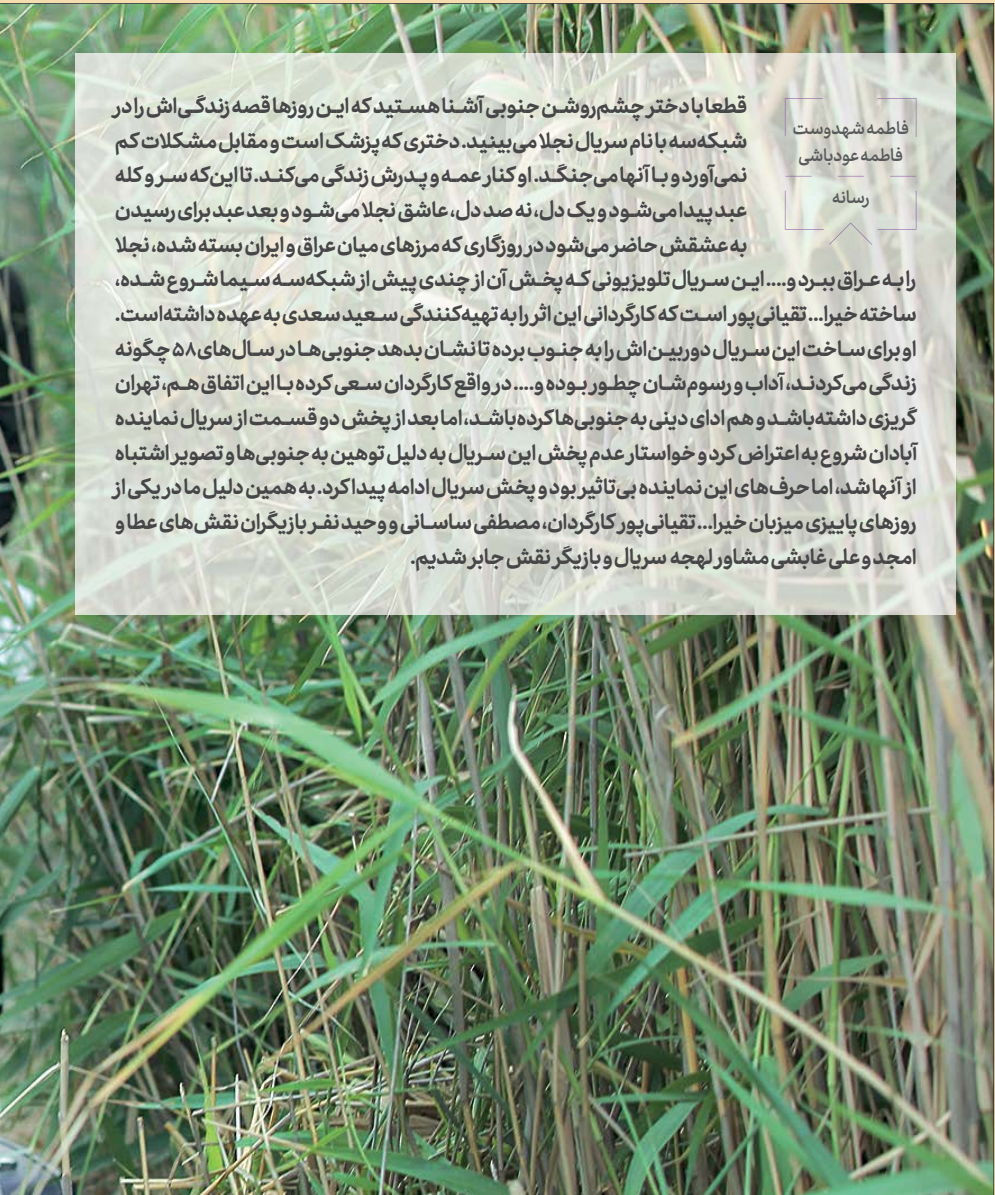 فاطمه شهدوست
فاطمه عودباشی
رسانه
قطعا با دختر چشم‌روشن جنوبی آشنا هستید که این روزها قصه زندگی‌اش را در
شبکه سه با نام سریال نجلا می‌بینید. دختری که پزشک است و مقابل مشکلات کم
نمی‌آورد و با آنها می‌جنگد. او کنار عمه و پدرش زندگی می‌کند. تا این‌که سر و کله
عبد پیدا می‌شود و یک دل، نه صد دل، عاشق نجلا می‌شود و بعد عبد برای رسیدن
به عشقش حاضر می‌شود در روزگاری که مرزهای میان عراق و ایران بسته شده، نجلا
را به عراق ببرد و.... این سریال تلویزیونی که پخش آن از چندی پیش از شبکه سه سیما شروع شده،
ساخته خیرا... تقیانی‌پور است که کارگردانی این اثر را به تهیه‌کنندگی سعید سعدی به عهده داشته‌است.
او برای ساخت این سریال دوربین‌اش را به جنوب برده تا نشان بدهد جنوبی‌ها در سال‌های ۵۸ چگونه
زندگی می‌کردند، آداب و رسوم‌شان چطور بوده و.... در واقع کارگردان سعی کرده با این اتفاق هم، تهران
گریزی داشته‌باشد و هم ادای دینی به جنوبی‌ها کرده‌باشد، اما بعد از پخش دو قسمت از سریال نماینده
آبادان شروع به اعتراض کرد و خواستار عدم پخش این سریال به دلیل توهین به جنوبی‌ها و تصویر اشتباه
از آنها شد، اما حرف‌های این نماینده بی‌تاثیر بود و پخش سریال ادامه پیدا کرد. به همین دلیل ما در یکی از
روزهای پاییزی میزبان خیرا... تقیانی‌پور کارگردان، مصطفی ساسانی و وحید نفر بازیگران نقش‌های عطا و
امجد و علی غابشی مشاور لهجه سریال و بازیگر نقش جابر شدیم.